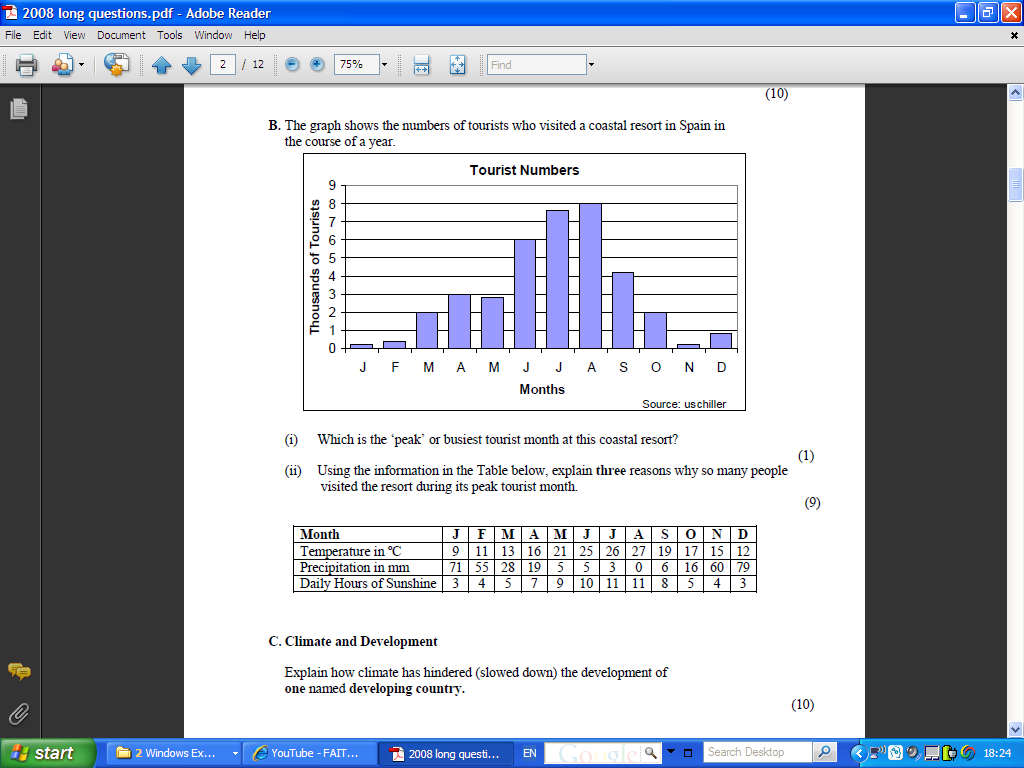 2008 long questions.pdf - Adobe Reader
File Edit View Document Tools Window Help
2 / 12 75% Find
(10)
B. The graph shows the numbers of tourists who visited a coastal resort in Spain in
the course of a year.
Tourist Numbers
Thousands of Tourists
9
8
7
6
5
4
3
2
1
0
J F M A M J J A S O N D
Months
Source: uschiller
(i) Which is the ‘peak’ or busiest tourist month at this coastal resort?
(1)
(ii) Using the information in the Table below, explain three reasons why so many people
visited the resort during its peak tourist month.
(9)
Month J F M A M J J A S O N D
Temperature in ºC 9 11 13 16 21 25 26 27 19 17 15 12
Precipitation in mm 71 55 28 19 5 5 3 0 6 16 60 79
Daily Hours of Sunshine 3 4 5 7 9 10 11 11 8 5 4 3
C. Climate and Development
Explain how climate has hindered (slowed down) the development of
one named developing country.
(10)
start 2 Windows Ex... YouTube - FAIT... 2008 long questi... EN Google Search Desktop 18:24